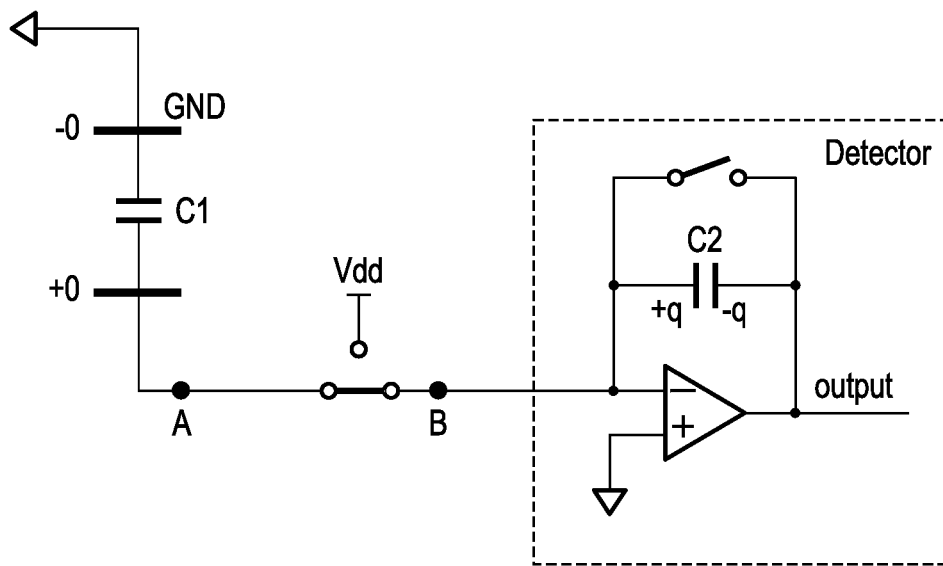 GND
-0
Detector
C1
C2
Vdd
+0
+q -q
output
A
B